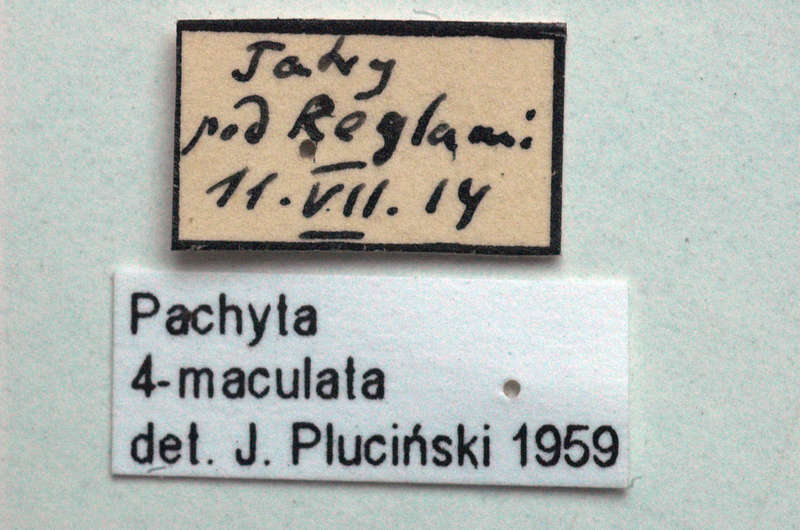 Tatry
pod Reglami
11.VII.14
Pachyta
4-maculata
det. J. Pluciński 1959